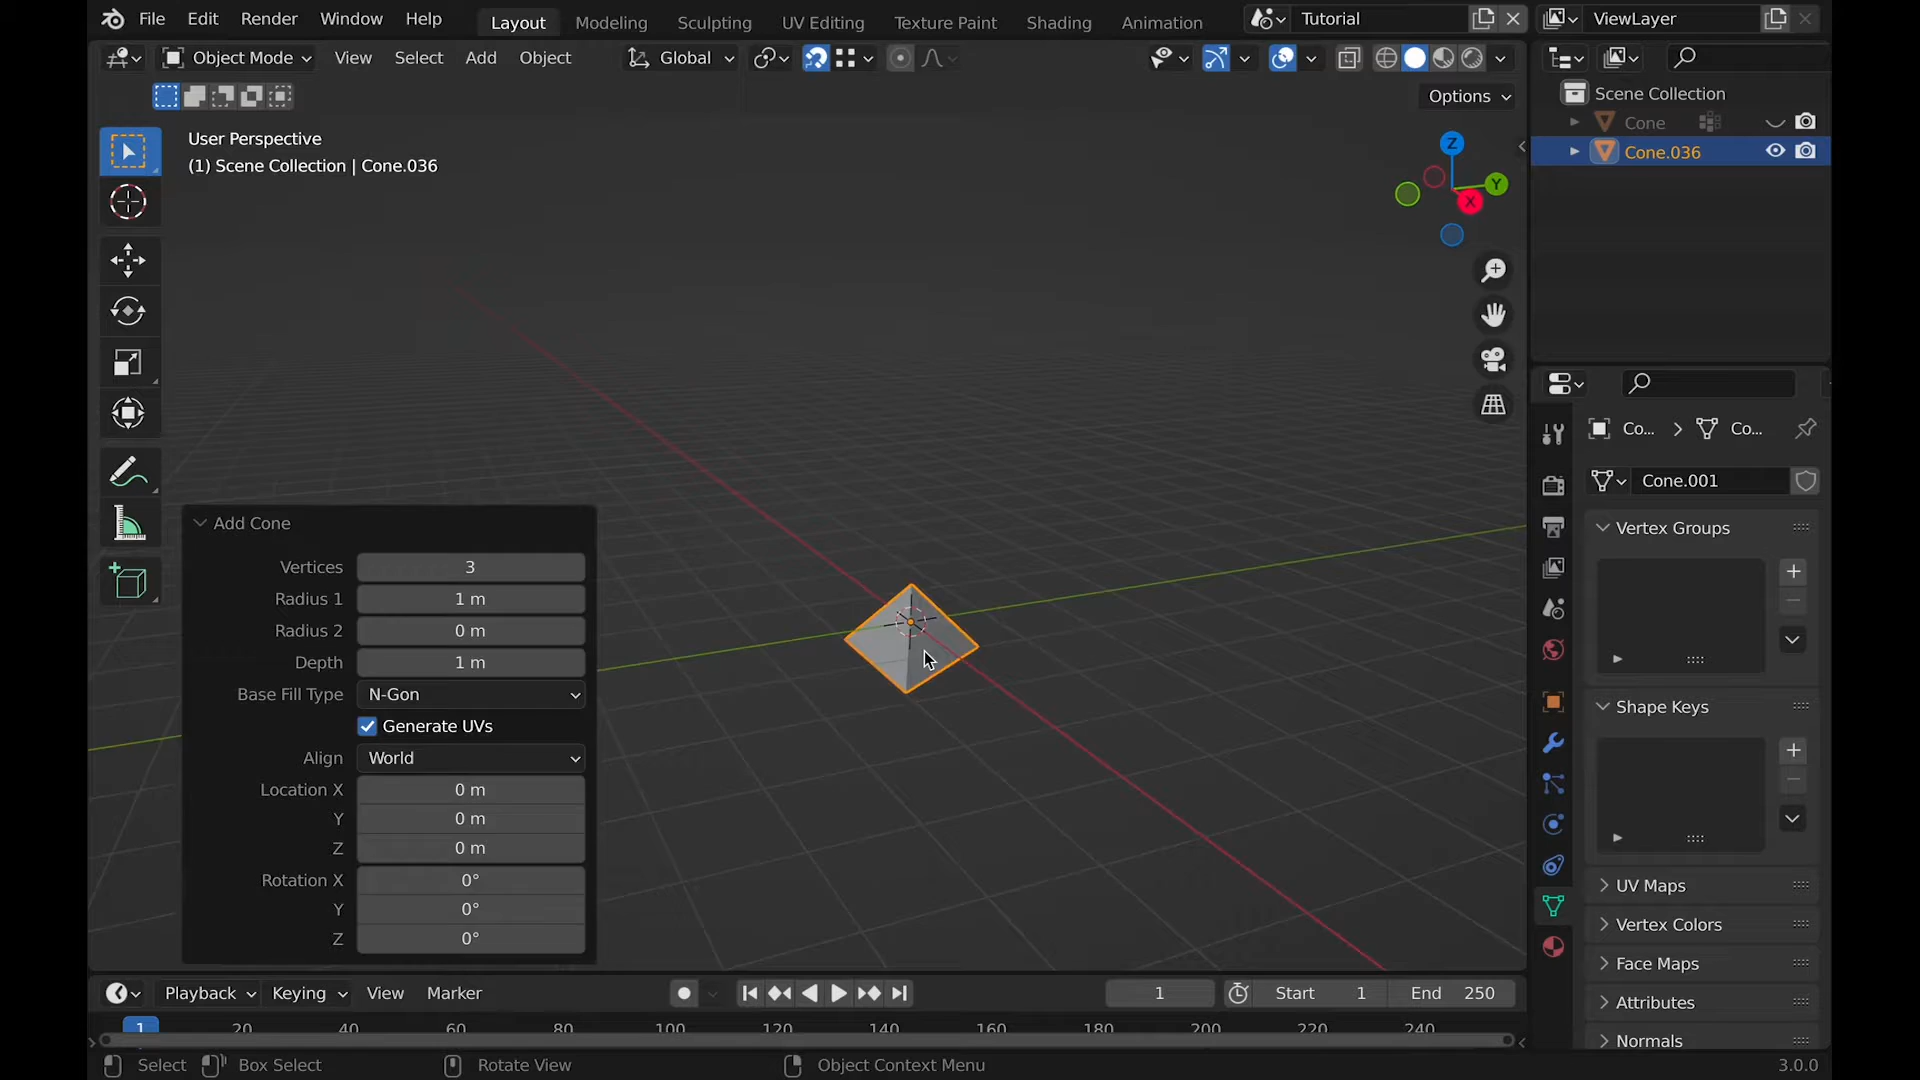 File Edit Render Window Help Layout Modeling Sculpting UV Editing Texture Paint Shading Animation Tutorial ViewLayer
Object Mode View Select Add Object Global
Options
User Perspective
(1) Scene Collection | Cone.036
Z
Y
X
Scene Collection
Cone
Cone.036
Co... > Co...
Cone.001
Vertex Groups
Shape Keys
UV Maps
Vertex Colors
Face Maps
Attributes
Normals
Add Cone
Vertices 3
Radius 1 1 m
Radius 2 0 m
Depth 1 m
Base Fill Type N-Gon
Generate UVs
Align World
Location X 0 m
Y 0 m
Z 0 m
Rotation X 0°
Y 0°
Z 0°
Playback Keying View Marker 1 Start 1 End 250
1 20 40 60 80 100 120 140 160 180 200 220 240
Select Box Select Rotate View Object Context Menu 3.0.0